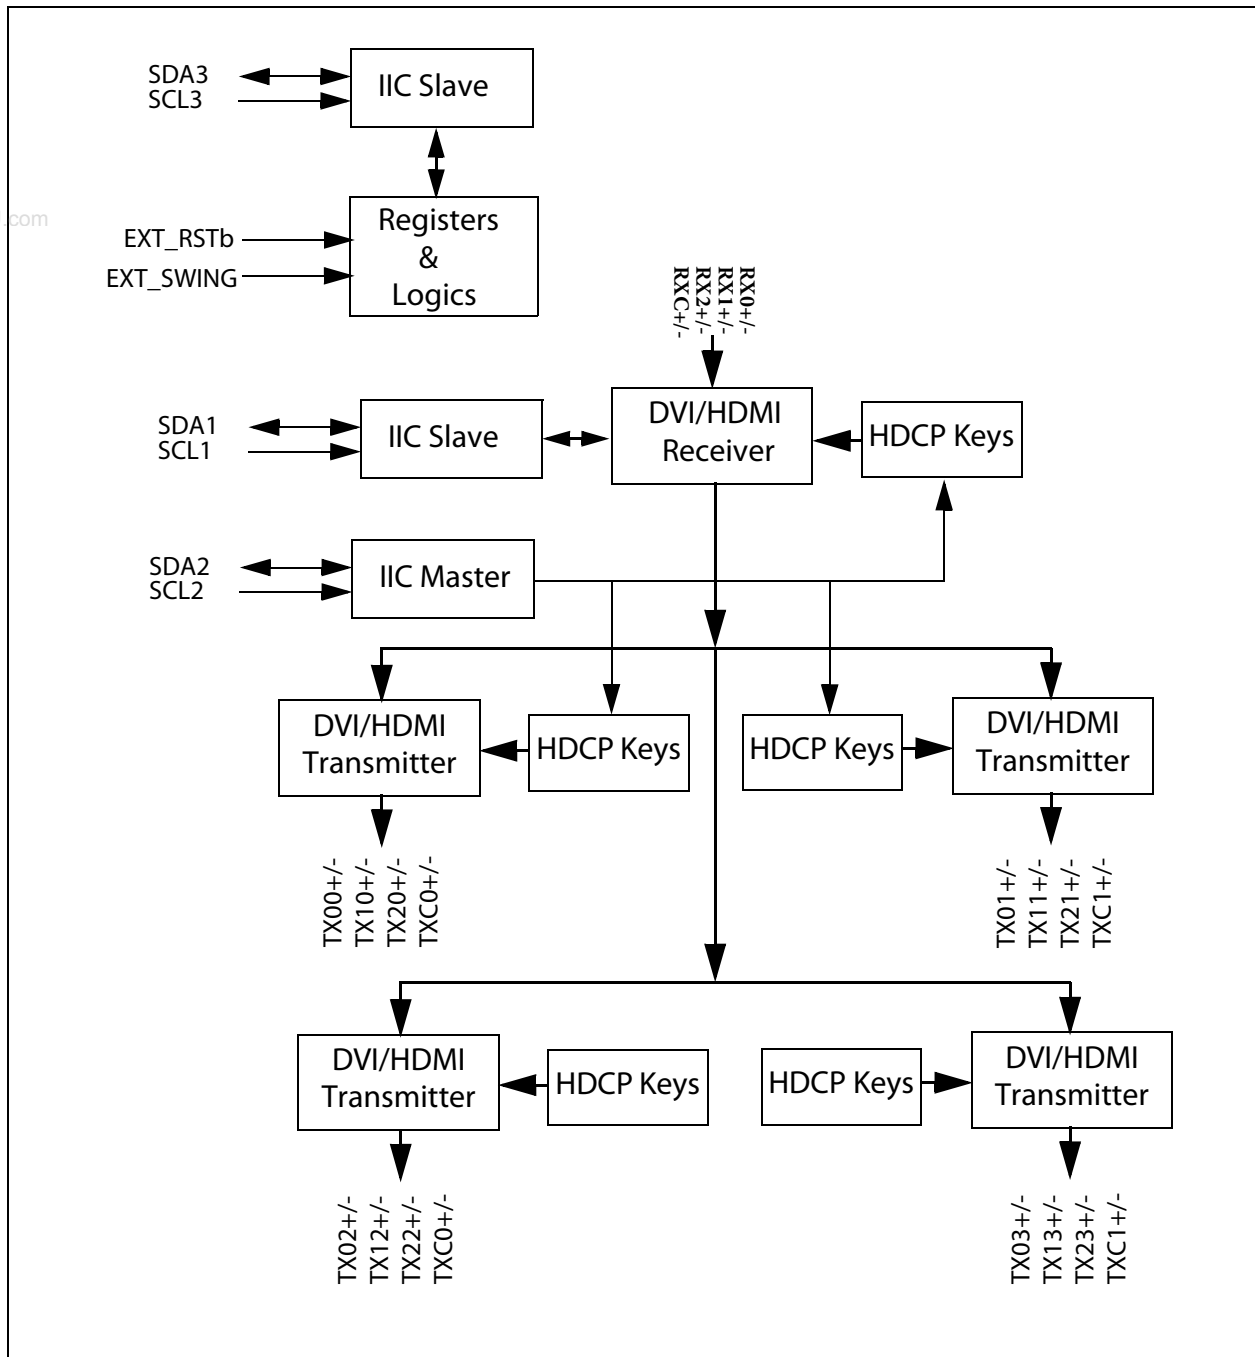 SDA3
SCL3
IIC Slave
.com
EXT_RSTb
EXT_SWING
Registers
&
Logics
RX0+/-
RX1+/-
RX2+/-
RXC+/-
SDA1
SCL1
IIC Slave
DVI/HDMI
Receiver
HDCP Keys
SDA2
SCL2
IIC Master
DVI/HDMI
Transmitter
HDCP Keys
HDCP Keys
DVI/HDMI
Transmitter
TX00+/-
TX10+/-
TX20+/-
TXC0+/-
TX01+/-
TX11+/-
TX21+/-
TXC1+/-
DVI/HDMI
Transmitter
HDCP Keys
HDCP Keys
DVI/HDMI
Transmitter
TX02+/-
TX12+/-
TX22+/-
TXC0+/-
TX03+/-
TX13+/-
TX23+/-
TXC1+/-